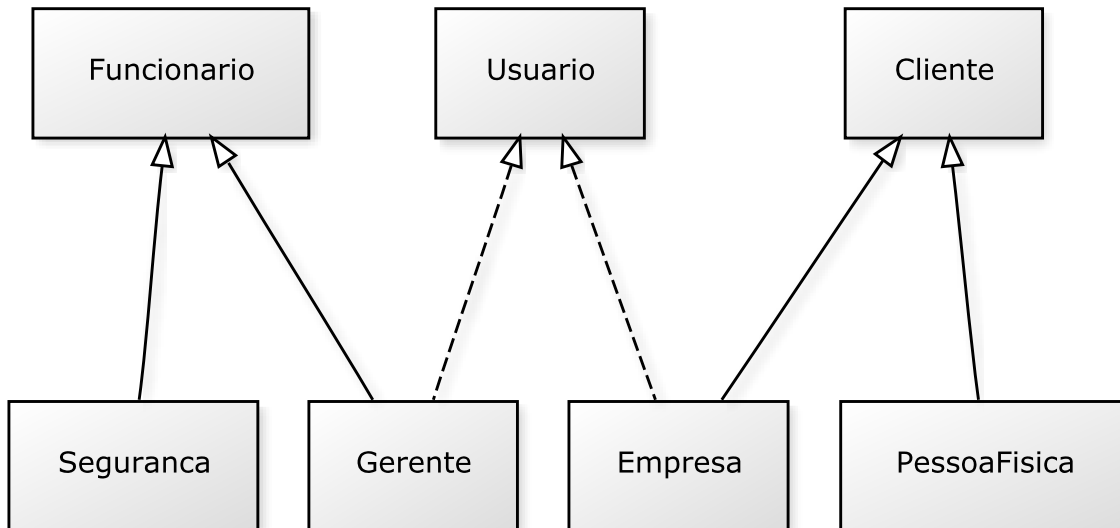 Funcionario
Usuario
Cliente
Seguranca
Gerente
Empresa
PessoaFisica